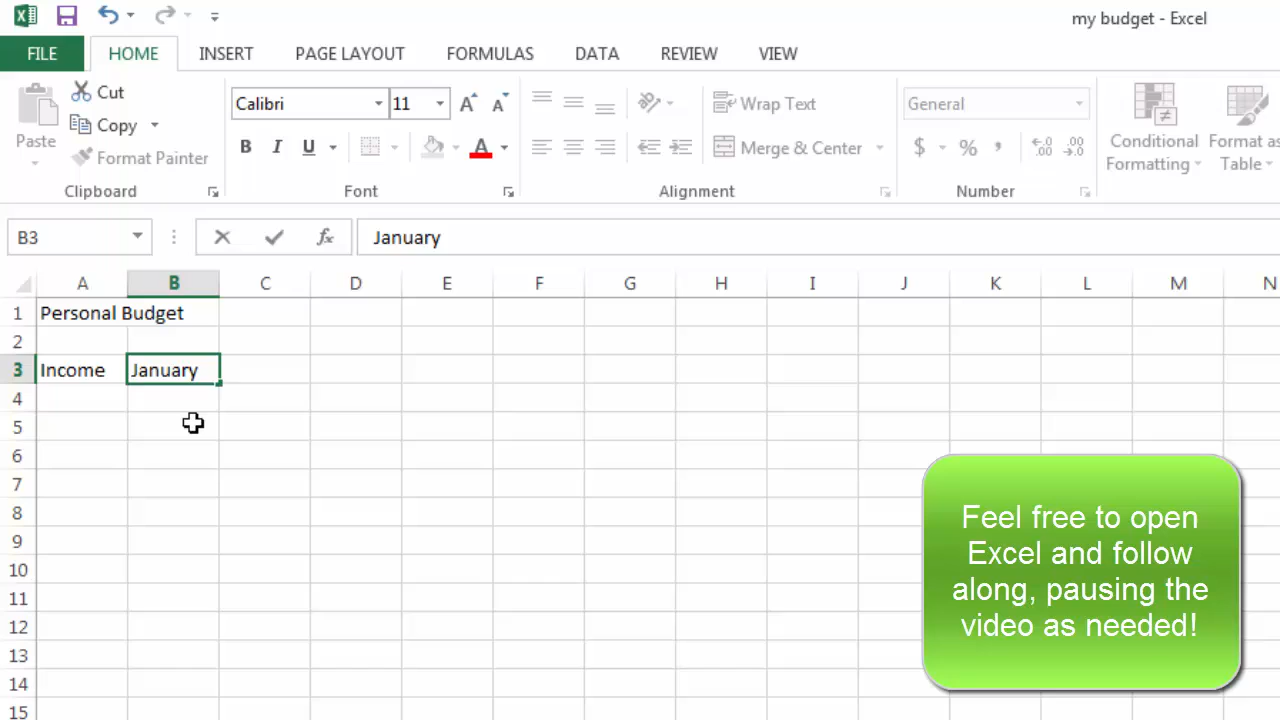 my budget - Excel
FILE HOME INSERT PAGE LAYOUT FORMULAS DATA REVIEW VIEW
Cut
Calibri 11 A A Wrap Text General
Copy
Paste B I U A Merge & Center $ % , Conditional Format as
Format Painter Formatting Table
Clipboard Font Alignment Number
B3 fx January
A B C D E F G H I J K L M N
1 Personal Budget
2
3 Income January
4
5
6
7
8
9
10
11
12
13
14
15
Feel free to open
Excel and follow
along, pausing the
video as needed!